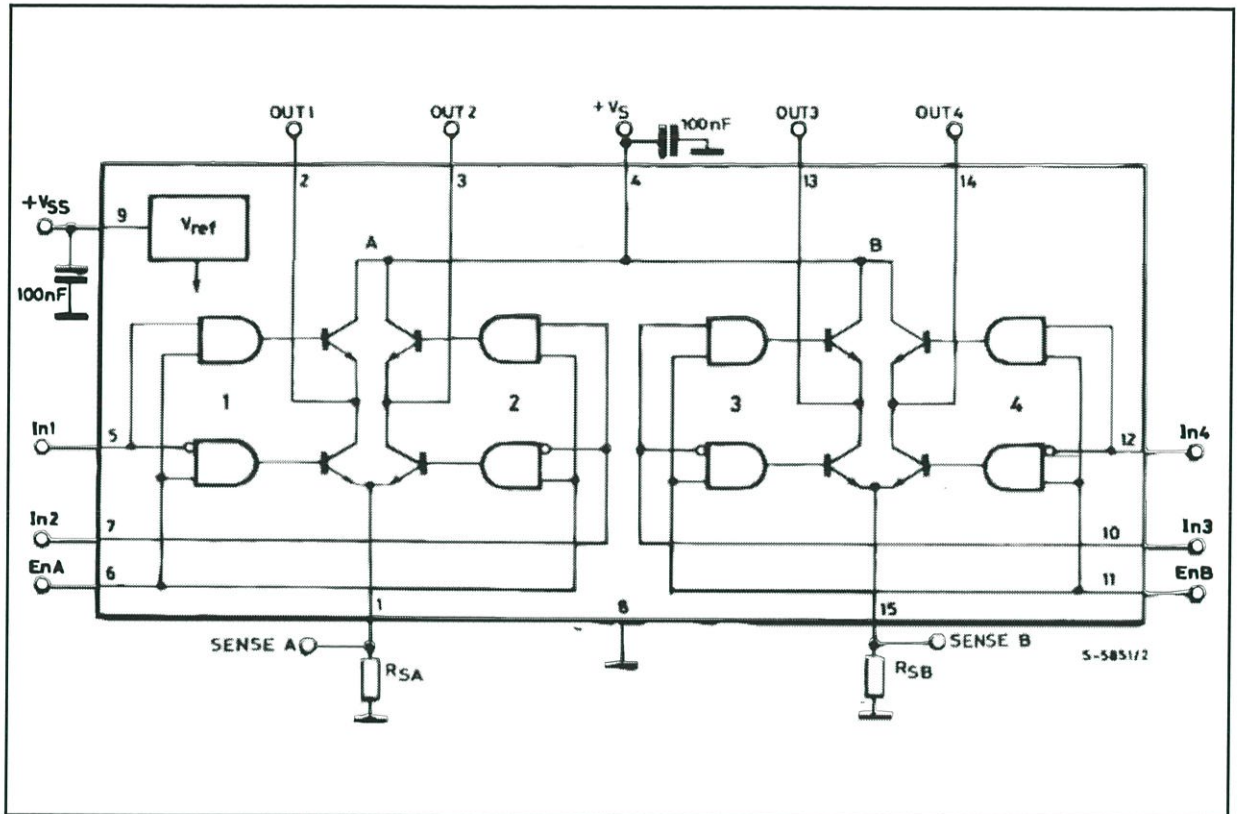 OUT1
OUT2
+VS
100nF
OUT3
OUT4
2
3
4
13
14
+VSS
9
Vref
100nF
A
B
1
2
3
4
In1
5
12
In4
In2
7
10
In3
EnA
6
11
EnB
1
8
15
SENSE A
RSA
SENSE B
RSB
S-5851/2